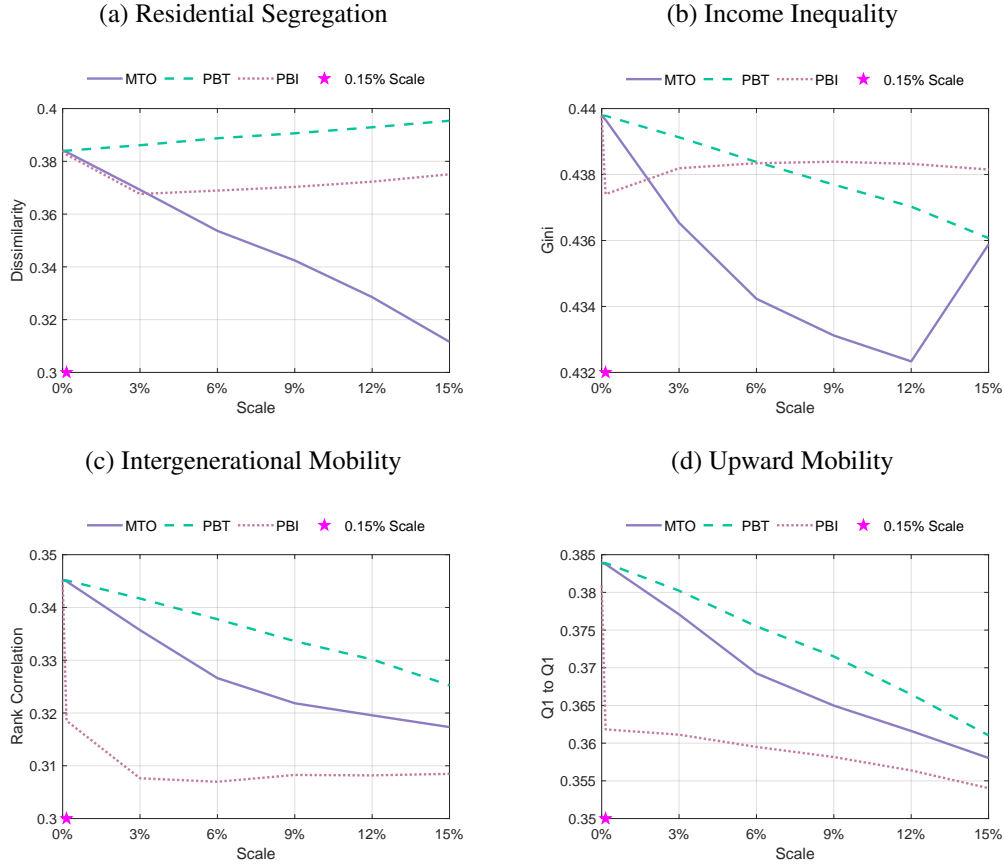 (a) Residential Segregation
MTO PBT PBI 0.15% Scale
0.4
0.38
0.36
0.34
0.32
0.3
Dissimilarity
0% 3% 6% 9% 12% 15%
Scale
(b) Income Inequality
MTO PBT PBI 0.15% Scale
0.44
0.438
0.436
0.434
0.432
Gini
0% 3% 6% 9% 12% 15%
Scale
(c) Intergenerational Mobility
MTO PBT PBI 0.15% Scale
0.35
0.34
0.33
0.32
0.31
0.3
Rank Correlation
0% 3% 6% 9% 12% 15%
Scale
(d) Upward Mobility
MTO PBT PBI 0.15% Scale
0.385
0.38
0.375
0.37
0.365
0.36
0.355
0.35
Q1 to Q1
0% 3% 6% 9% 12% 15%
Scale